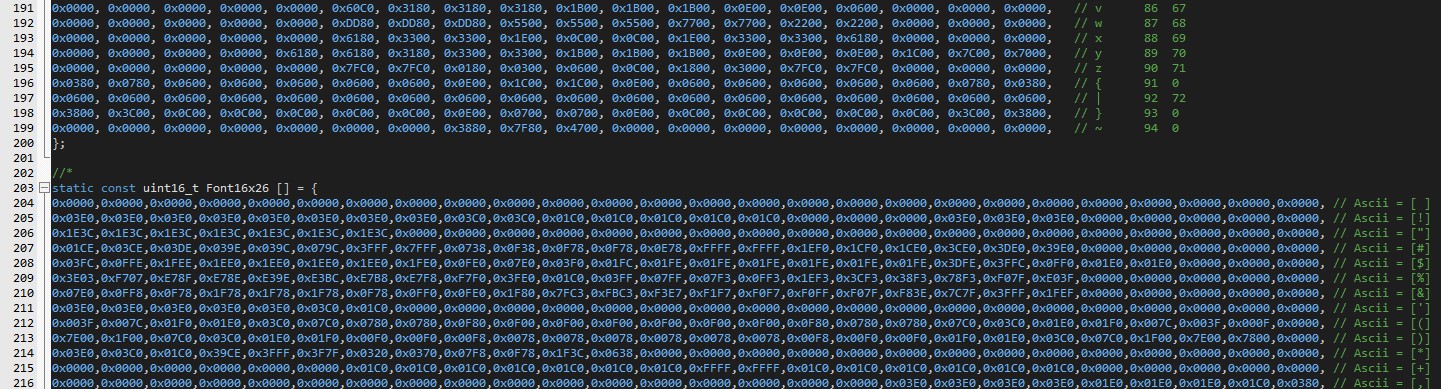 191 0x0000, 0x0000, 0x0000, 0x0000, 0x0000, 0x60C0, 0x3180, 0x3180, 0x3180, 0x1B00, 0x1B00, 0x1B00, 0x0E00, 0x0E00, 0x0600, 0x0000, 0x0000, 0x0000, // v 86 67
192 0x0000, 0x0000, 0x0000, 0x0000, 0x0000, 0xDD80, 0xDD80, 0xDD80, 0x5500, 0x5500, 0x5500, 0x7700, 0x7700, 0x2200, 0x2200, 0x0000, 0x0000, 0x0000, // w 87 68
193 0x0000, 0x0000, 0x0000, 0x0000, 0x0000, 0x6180, 0x3300, 0x3300, 0x1E00, 0x0C00, 0x0C00, 0x1E00, 0x3300, 0x3300, 0x6180, 0x0000, 0x0000, 0x0000, // x 88 69
194 0x0000, 0x0000, 0x0000, 0x0000, 0x6180, 0x6180, 0x3180, 0x3300, 0x3300, 0x1B00, 0x1B00, 0x1B00, 0x0E00, 0x0E00, 0x0E00, 0x1C00, 0x7C00, 0x7000, // y 89 70
195 0x0000, 0x0000, 0x0000, 0x0000, 0x0000, 0x7FC0, 0x7FC0, 0x0180, 0x0300, 0x0600, 0x0C00, 0x1800, 0x3000, 0x7FC0, 0x7FC0, 0x0000, 0x0000, 0x0000, // z 90 71
196 0x0380, 0x0780, 0x0600, 0x0600, 0x0600, 0x0600, 0x0E00, 0x1C00, 0x1C00, 0x0E00, 0x0600, 0x0600, 0x0600, 0x0600, 0x0600, 0x0600, 0x0780, 0x0380, // { 91 0
197 0x0600, 0x0600, 0x0600, 0x0600, 0x0600, 0x0600, 0x0600, 0x0600, 0x0600, 0x0600, 0x0600, 0x0600, 0x0600, 0x0600, 0x0600, 0x0600, 0x0600, 0x0600, // | 92 72
198 0x3800, 0x3C00, 0x0C00, 0x0C00, 0x0C00, 0x0C00, 0x0E00, 0x0700, 0x0700, 0x0E00, 0x0C00, 0x0C00, 0x0C00, 0x0C00, 0x0C00, 0x0C00, 0x3C00, 0x3800, // } 93 0
199 0x0000, 0x0000, 0x0000, 0x0000, 0x0000, 0x3880, 0x7F80, 0x4700, 0x0000, 0x0000, 0x0000, 0x0000, 0x0000, 0x0000, 0x0000, 0x0000, 0x0000, 0x0000, // ~ 94 0
200 };
201
202 //*
203 static const uint16_t Font16x26 [] = {
204 0x0000,0x0000,0x0000,0x0000,0x0000,0x0000,0x0000,0x0000,0x0000,0x0000,0x0000,0x0000,0x0000,0x0000,0x0000,0x0000,0x0000,0x0000,0x0000,0x0000,0x0000,0x0000,0x0000,0x0000,0x0000,0x0000, // Ascii = [ ]
205 0x03E0,0x03E0,0x03E0,0x03E0,0x03E0,0x03E0,0x03E0,0x03E0,0x03C0,0x03C0,0x01C0,0x01C0,0x01C0,0x01C0,0x01C0,0x0000,0x0000,0x0000,0x03E0,0x03E0,0x03E0,0x0000,0x0000,0x0000,0x0000,0x0000, // Ascii = [!]
206 0x1E3C,0x1E3C,0x1E3C,0x1E3C,0x1E3C,0x1E3C,0x1E3C,0x0000,0x0000,0x0000,0x0000,0x0000,0x0000,0x0000,0x0000,0x0000,0x0000,0x0000,0x0000,0x0000,0x0000,0x0000,0x0000,0x0000,0x0000,0x0000, // Ascii = ["]
207 0x01CE,0x03CE,0x03DE,0x039E,0x039C,0x079C,0x3FFF,0x7FFF,0x0738,0x0F38,0x0F78,0x0F78,0x0E78,0xFFFF,0xFFFF,0x1EF0,0x1CF0,0x1CE0,0x3CE0,0x3DE0,0x39E0,0x0000,0x0000,0x0000,0x0000,0x0000, // Ascii = [#]
208 0x03FC,0x0FFE,0x1FEE,0x1EE0,0x1EE0,0x1EE0,0x1EE0,0x1FE0,0x0FE0,0x07E0,0x03F0,0x01FC,0x01FE,0x01FE,0x01FE,0x01FE,0x01FE,0x01FE,0x3DFE,0x3FFC,0x0FF0,0x01E0,0x01E0,0x0000,0x0000,0x0000, // Ascii = [$]
209 0x3E03,0xF707,0xE78F,0xE78E,0xE39E,0xE3BC,0xE7B8,0xE7F8,0xF7F0,0x3FE0,0x01C0,0x03FF,0x07FF,0x07F3,0x0FF3,0x1EF3,0x3CF3,0x38F3,0x78F3,0xF07F,0xE03F,0x0000,0x0000,0x0000,0x0000,0x0000, // Ascii = [%]
210 0x07E0,0x0FF8,0x0F78,0x1F78,0x1F78,0x1F78,0x0F78,0x0FF0,0x0FE0,0x1F80,0x7FC3,0xFBC3,0xF3E7,0xF1F7,0xF0F7,0xF0FF,0xF07F,0xF83E,0x7C7F,0x3FFF,0x1FEF,0x0000,0x0000,0x0000,0x0000,0x0000, // Ascii = [&]
211 0x03E0,0x03E0,0x03E0,0x03E0,0x03E0,0x03C0,0x01C0,0x0000,0x0000,0x0000,0x0000,0x0000,0x0000,0x0000,0x0000,0x0000,0x0000,0x0000,0x0000,0x0000,0x0000,0x0000,0x0000,0x0000,0x0000,0x0000, // Ascii = [']
212 0x003F,0x007C,0x01F0,0x01E0,0x03C0,0x07C0,0x0780,0x0780,0x0F80,0x0F00,0x0F00,0x0F00,0x0F00,0x0F00,0x0F00,0x0F80,0x0780,0x0780,0x07C0,0x03C0,0x01E0,0x01F0,0x007C,0x003F,0x000F,0x0000, // Ascii = [(]
213 0x7E00,0x1F00,0x07C0,0x03C0,0x01E0,0x01F0,0x00F0,0x00F0,0x00F8,0x0078,0x0078,0x0078,0x0078,0x0078,0x0078,0x00F8,0x00F0,0x00F0,0x01F0,0x01E0,0x03C0,0x07C0,0x1F00,0x7E00,0x7800,0x0000, // Ascii = [)]
214 0x03E0,0x03C0,0x01C0,0x39CE,0x3FFF,0x3F7F,0x0320,0x0370,0x07F8,0x0F78,0x1F3C,0x0638,0x0000,0x0000,0x0000,0x0000,0x0000,0x0000,0x0000,0x0000,0x0000,0x0000,0x0000,0x0000,0x0000,0x0000, // Ascii = [*]
215 0x0000,0x0000,0x0000,0x0000,0x0000,0x0000,0x01C0,0x01C0,0x01C0,0x01C0,0x01C0,0x01C0,0xFFFF,0xFFFF,0x01C0,0x01C0,0x01C0,0x01C0,0x01C0,0x01C0,0x0000,0x0000,0x0000,0x0000,0x0000,0x0000, // Ascii = [+]
216 0x0000,0x0000,0x0000,0x0000,0x0000,0x0000,0x0000,0x0000,0x0000,0x0000,0x0000,0x0000,0x0000,0x0000,0x0000,0x0000,0x0000,0x03E0,0x03E0,0x03E0,0x03E0,0x01E0,0x01E0,0x01E0,0x01C0,0x0380, // Ascii = [,]